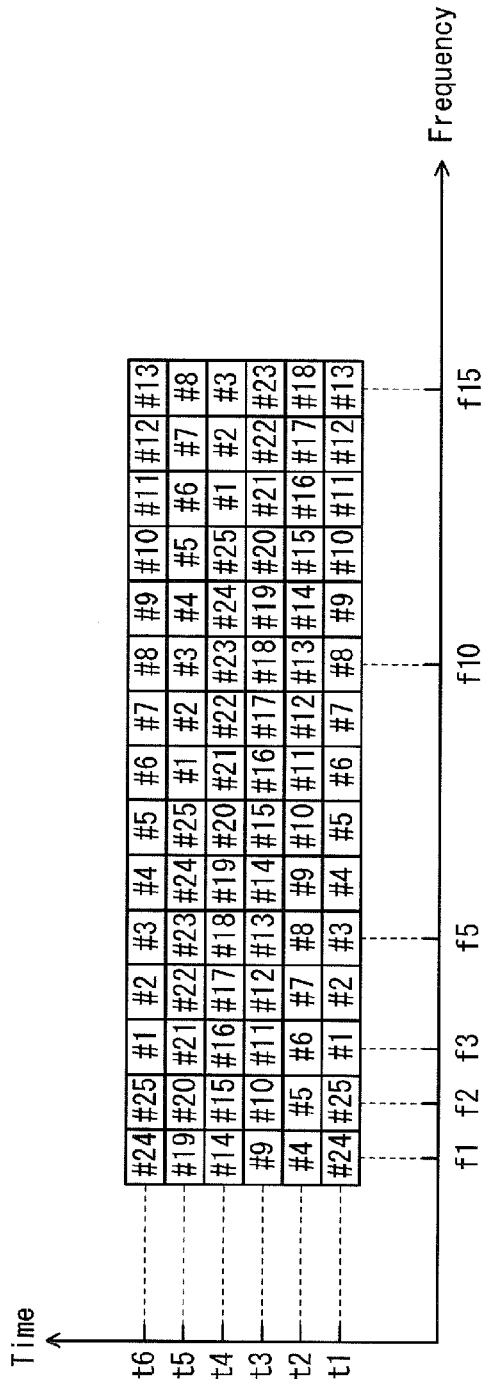 Time
t6 #24 #25 #1 #2 #3 #4 #5 #6 #7 #8 #9 #10 #11 #12 #13
t5 #19 #20 #21 #22 #23 #24 #25 #1 #2 #3 #4 #5 #6 #7 #8
t4 #14 #15 #16 #17 #18 #19 #20 #21 #22 #23 #24 #25 #1 #2 #3
t3 #9 #10 #11 #12 #13 #14 #15 #16 #17 #18 #19 #20 #21 #22 #23
t2 #4 #5 #6 #7 #8 #9 #10 #11 #12 #13 #14 #15 #16 #17 #18
t1 #24 #25 #1 #2 #3 #4 #5 #6 #7 #8 #9 #10 #11 #12 #13
f1 f2 f3 f5 f10 f15
Frequency